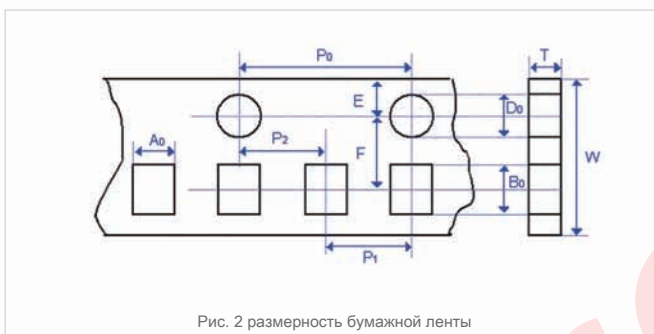 P₀
T
E
D₀
A₀
P₂
F
W
B₀
P₁
Рис. 2 размерность бумажной ленты